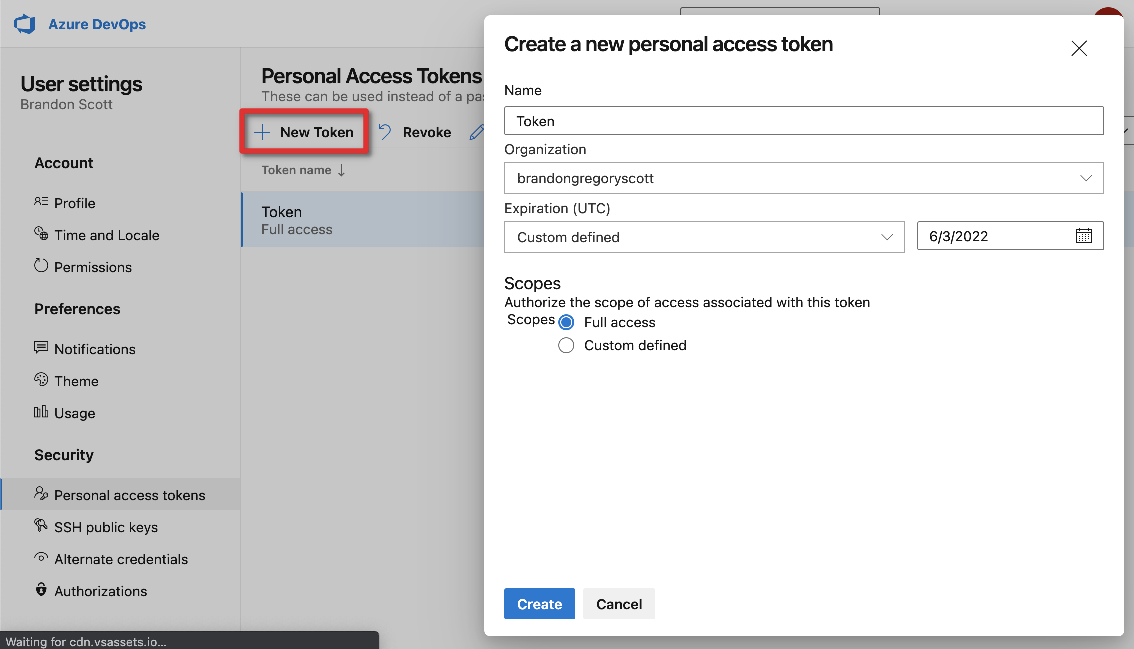 Azure DevOps
User settings
Brandon Scott
Account
Profile
Time and Locale
Permissions
Preferences
Notifications
Theme
Usage
Security
Personal access tokens
SSH public keys
Alternate credentials
Authorizations
Waiting for cdn.vsassets.io...
Personal Access Tokens
These can be used instead of a pas
New Token
Revoke
Token name
Token
Full access
Create a new personal access token
Name
Token
Organization
brandongregoryscott
Expiration (UTC)
Custom defined
6/3/2022
Scopes
Authorize the scope of access associated with this token
Scopes
Full access
Custom defined
Create
Cancel